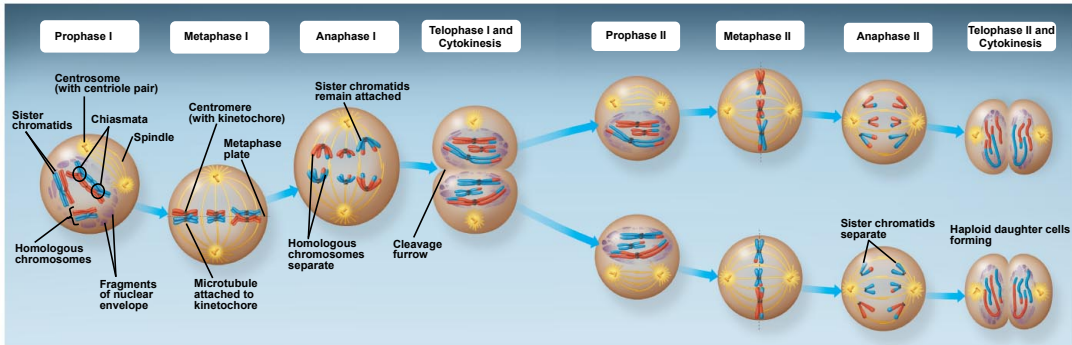 Prophase I
Metaphase I
Anaphase I
Telophase I and
Cytokinesis
Prophase II
Metaphase II
Anaphase II
Telophase II and
Cytokinesis
Centrosome
(with centriole pair)
Sister
chromatids
Chiasmata
Spindle
Homologous
chromosomes
Fragments
of nuclear
envelope
Centromere
(with kinetochore)
Metaphase
plate
Microtubule
attached to
kinetochore
Sister chromatids
remain attached
Homologous
chromosomes
separate
Cleavage
furrow
Sister chromatids
separate
Haploid daughter cells
forming